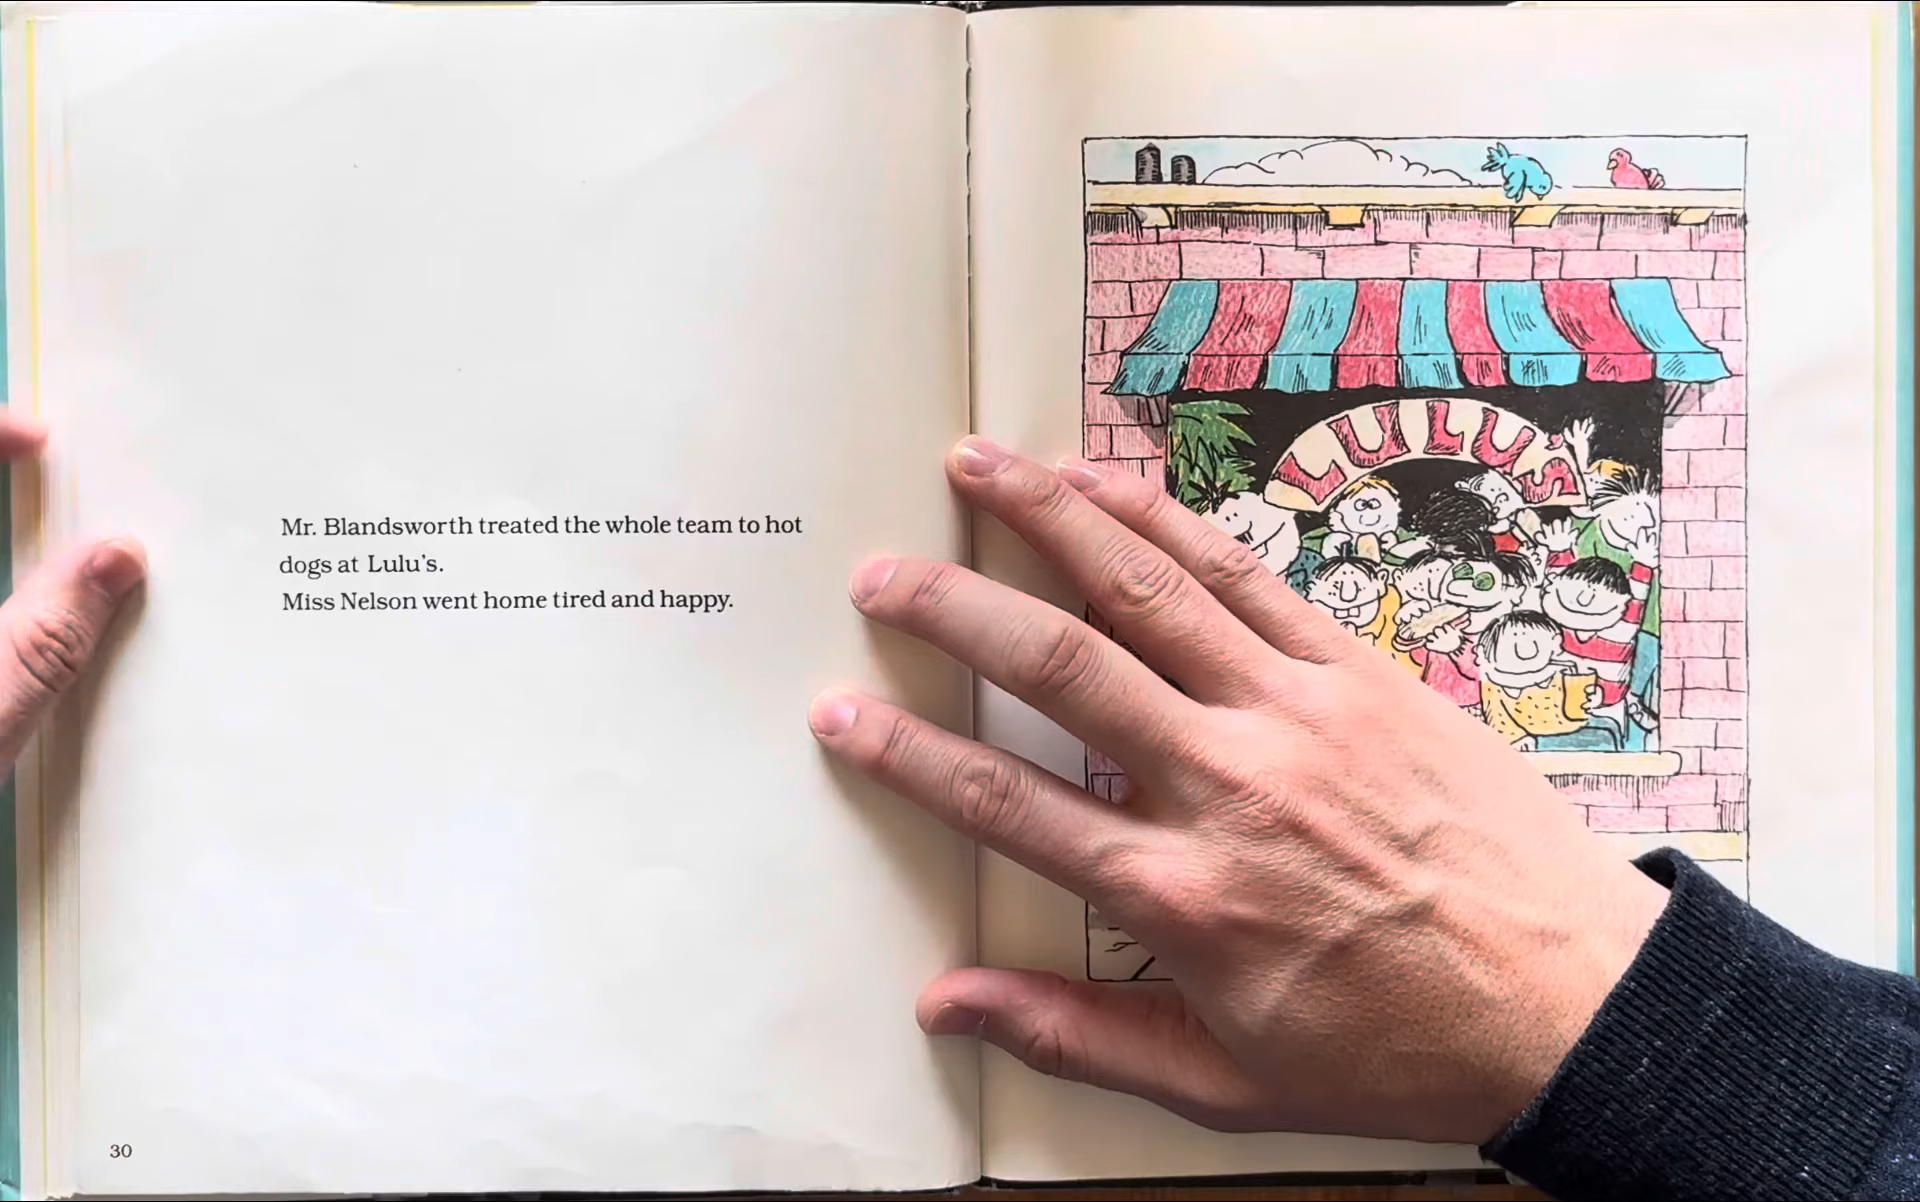 Mr. Blandsworth treated the whole team to hot
dogs at Lulu's.
Miss Nelson went home tired and happy.
30
LULU'S